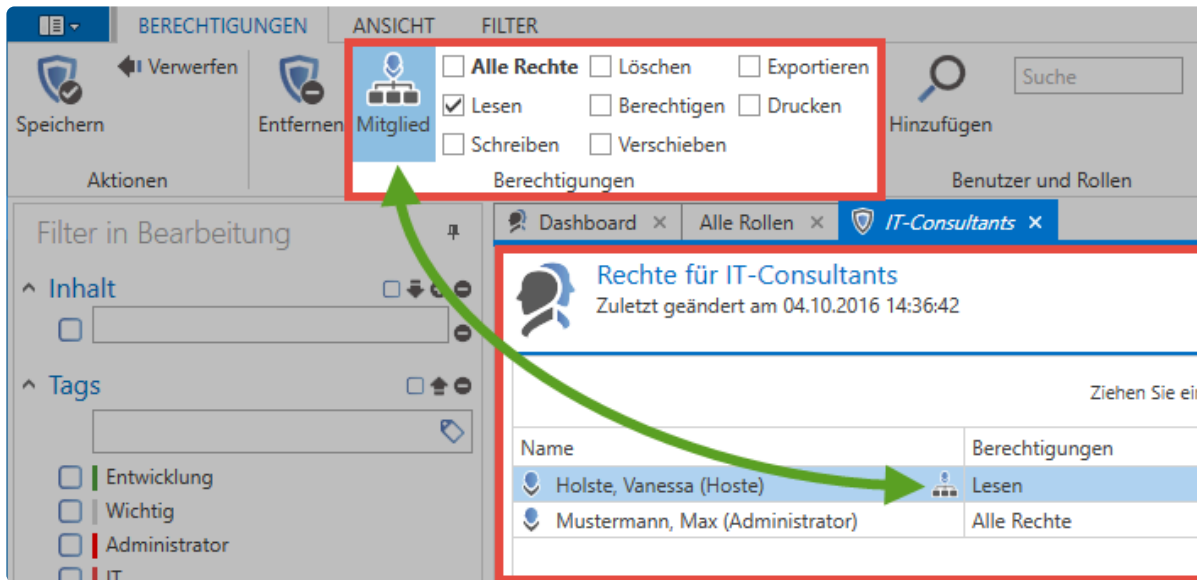 BERECHTIGUNGEN ANSICHT FILTER
Verwerfen
Speichern
Entfernen
Mitglied
Alle Rechte Löschen Exportieren
Lesen Berechtigen Drucken
Schreiben Verschieben
Hinzufügen
Suche
Aktionen Berechtigungen Benutzer und Rollen
Filter in Bearbeitung
Inhalt
Tags
Entwicklung
Wichtig
Administrator
IT
Dashboard Alle Rollen IT-Consultants
Rechte für IT-Consultants
Zuletzt geändert am 04.10.2016 14:36:42
Ziehen Sie ei
Name Berechtigungen
Holste, Vanessa (Hoste) Lesen
Mustermann, Max (Administrator) Alle Rechte